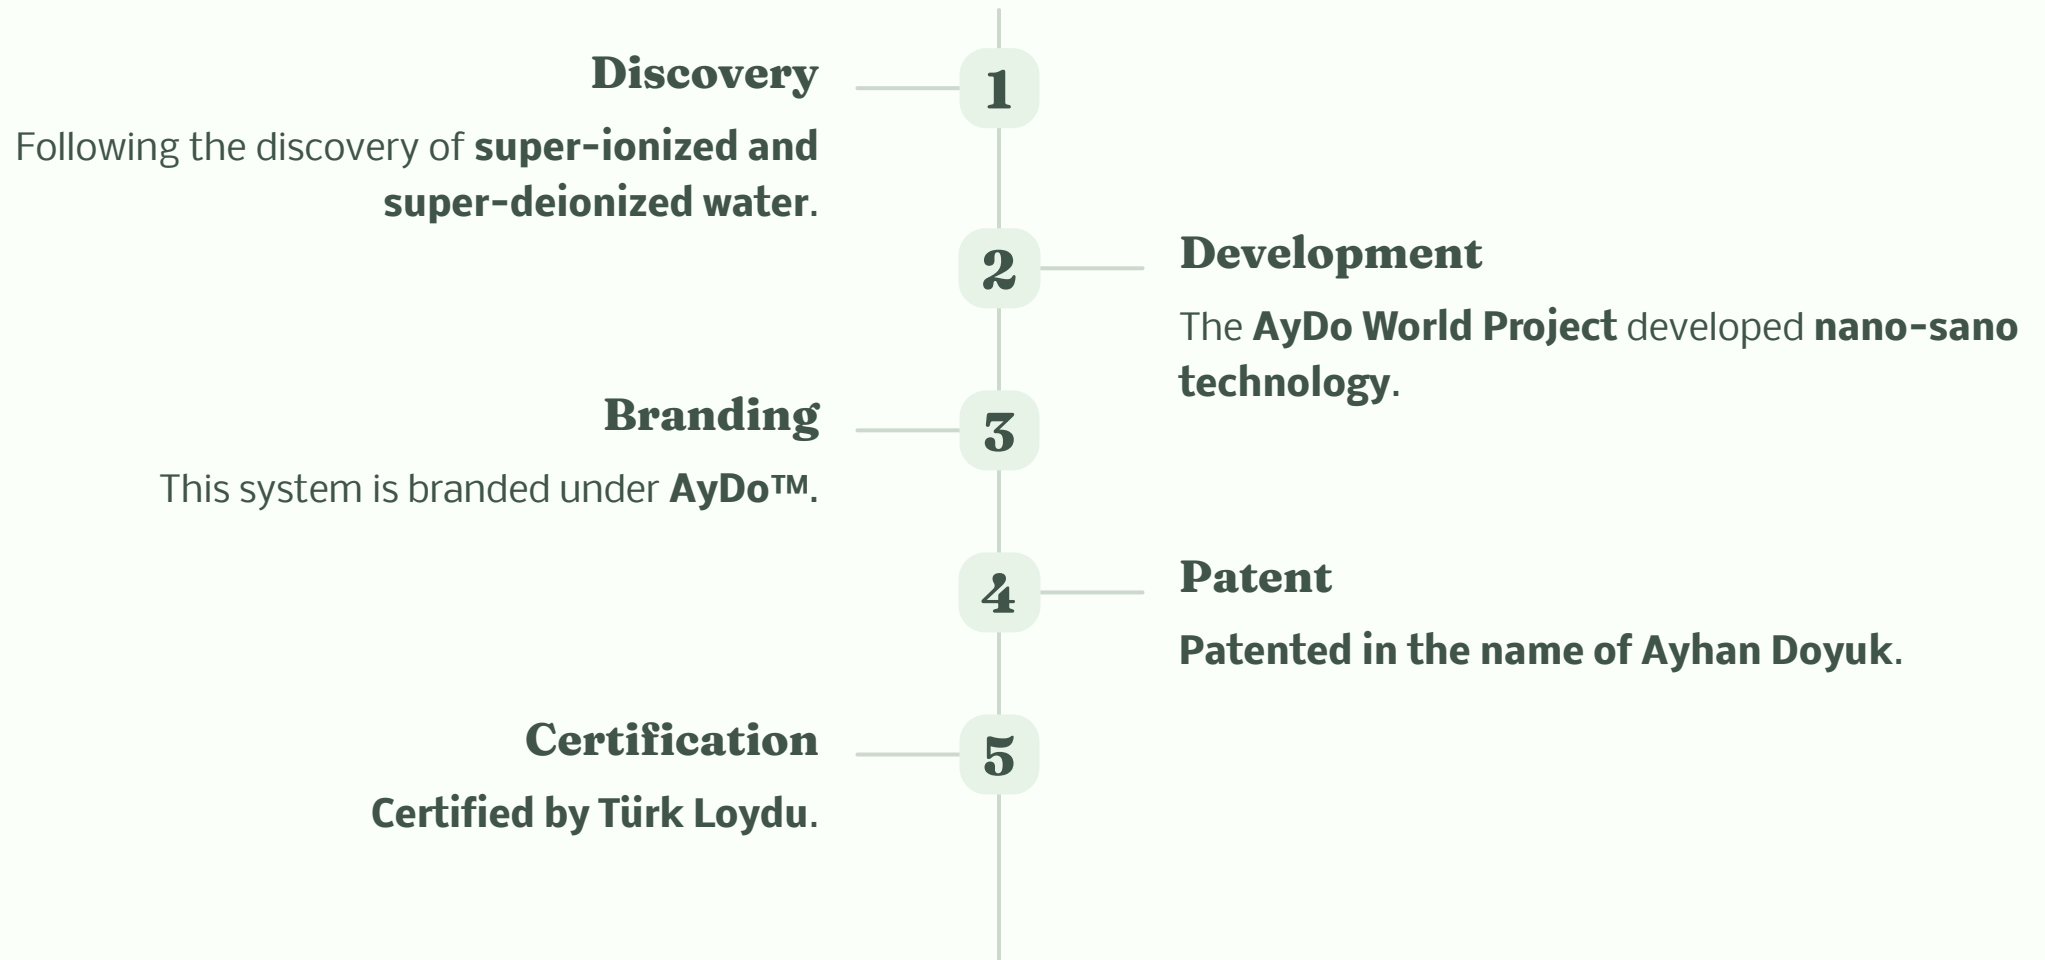 Discovery
1
Following the discovery of super-ionized and
super-deionized water.
2
Development
The AyDo World Project developed nano-sano
technology.
Branding
3
This system is branded under AyDo™.
4
Patent
Patented in the name of Ayhan Doyuk.
Certification
5
Certified by Türk Loydu.